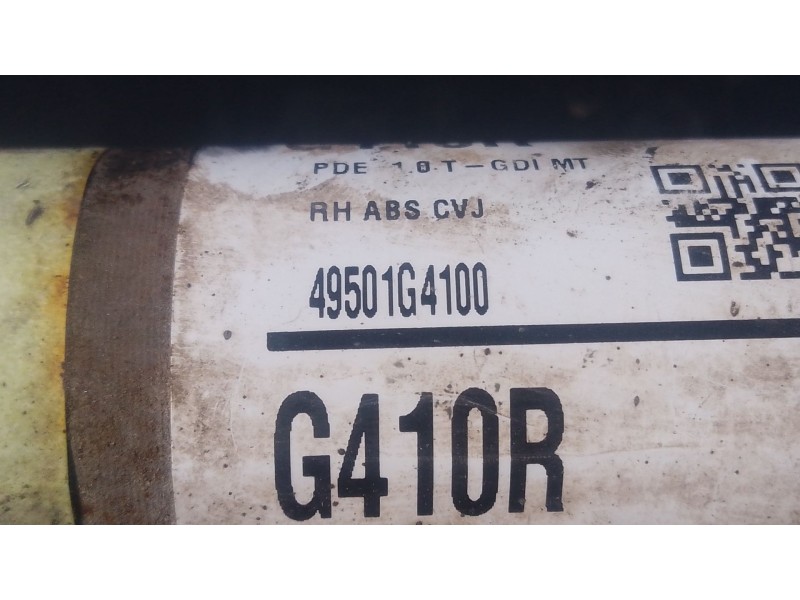 PDE 1.0 T-GDI MT
RH ABS CVJ
49501G4100
G410R